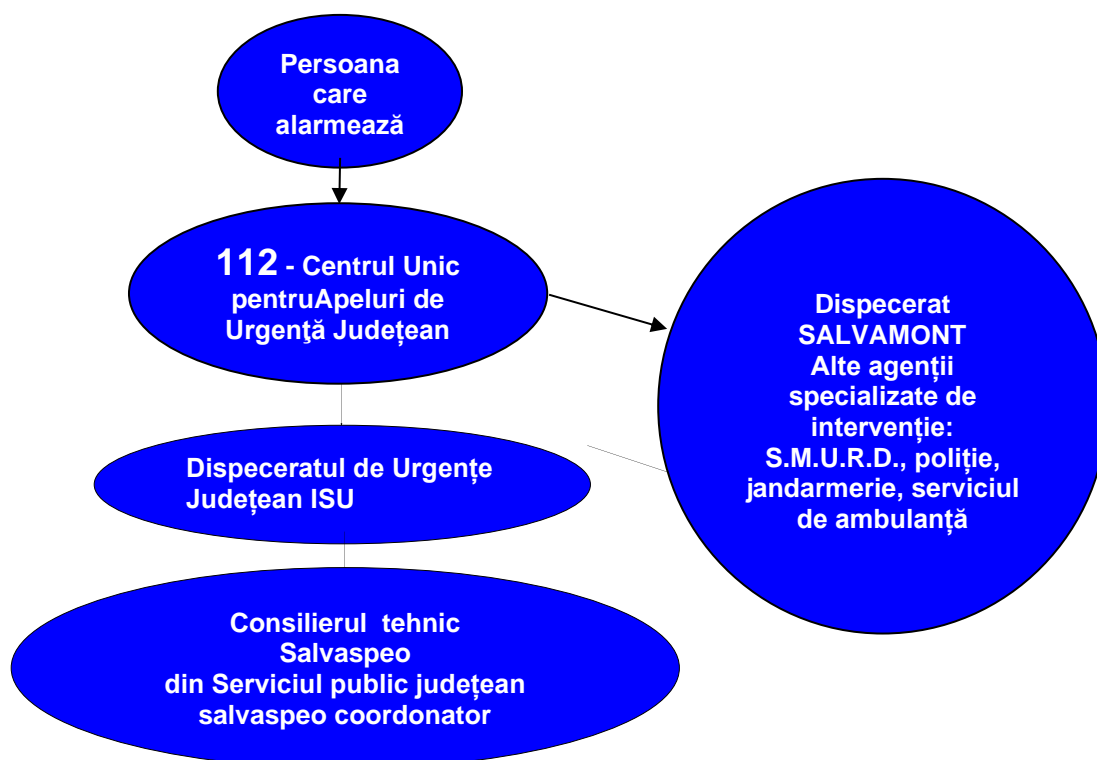 Persoana
care
alarmează
112 - Centrul Unic
pentruApeluri de
Urgenţă Județean
Dispecerat
SALVAMONT
Alte agenții
specializate de
intervenție:
S.M.U.R.D., poliție,
jandarmerie, serviciul
de ambulanță
Dispeceratul de Urgențe
Județean ISU
Consilierul tehnic
Salvaspeo
din Serviciul public județean
salvaspeo coordonator